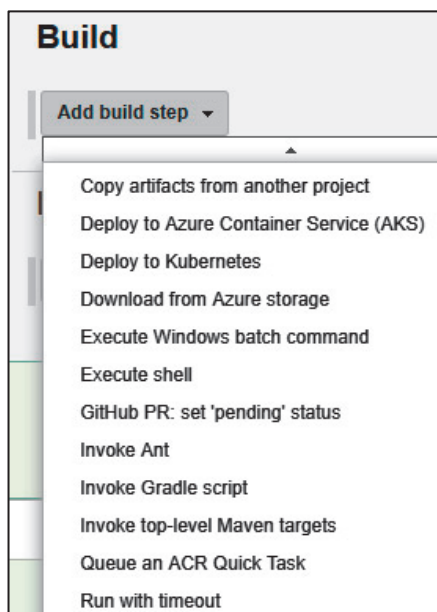 Build
Add build step
Copy artifacts from another project
Deploy to Azure Container Service (AKS)
Deploy to Kubernetes
Download from Azure storage
Execute Windows batch command
Execute shell
GitHub PR: set 'pending' status
Invoke Ant
Invoke Gradle script
Invoke top-level Maven targets
Queue an ACR Quick Task
Run with timeout